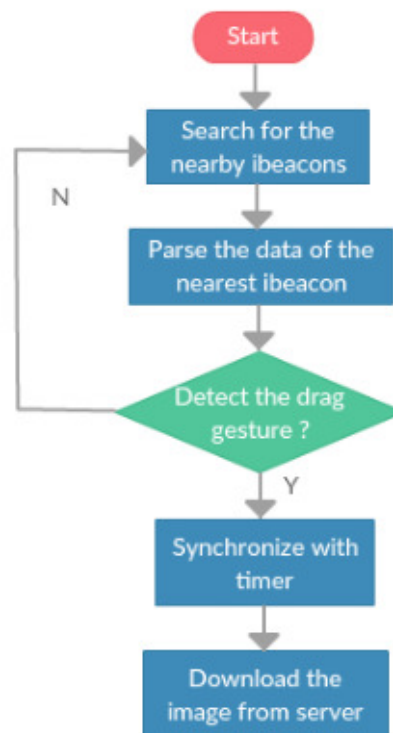 Start
Search for the
nearby ibeacons
N
Parse the data of the
nearest ibeacon
Detect the drag
gesture ?
Y
Synchronize with
timer
Download the
image from server